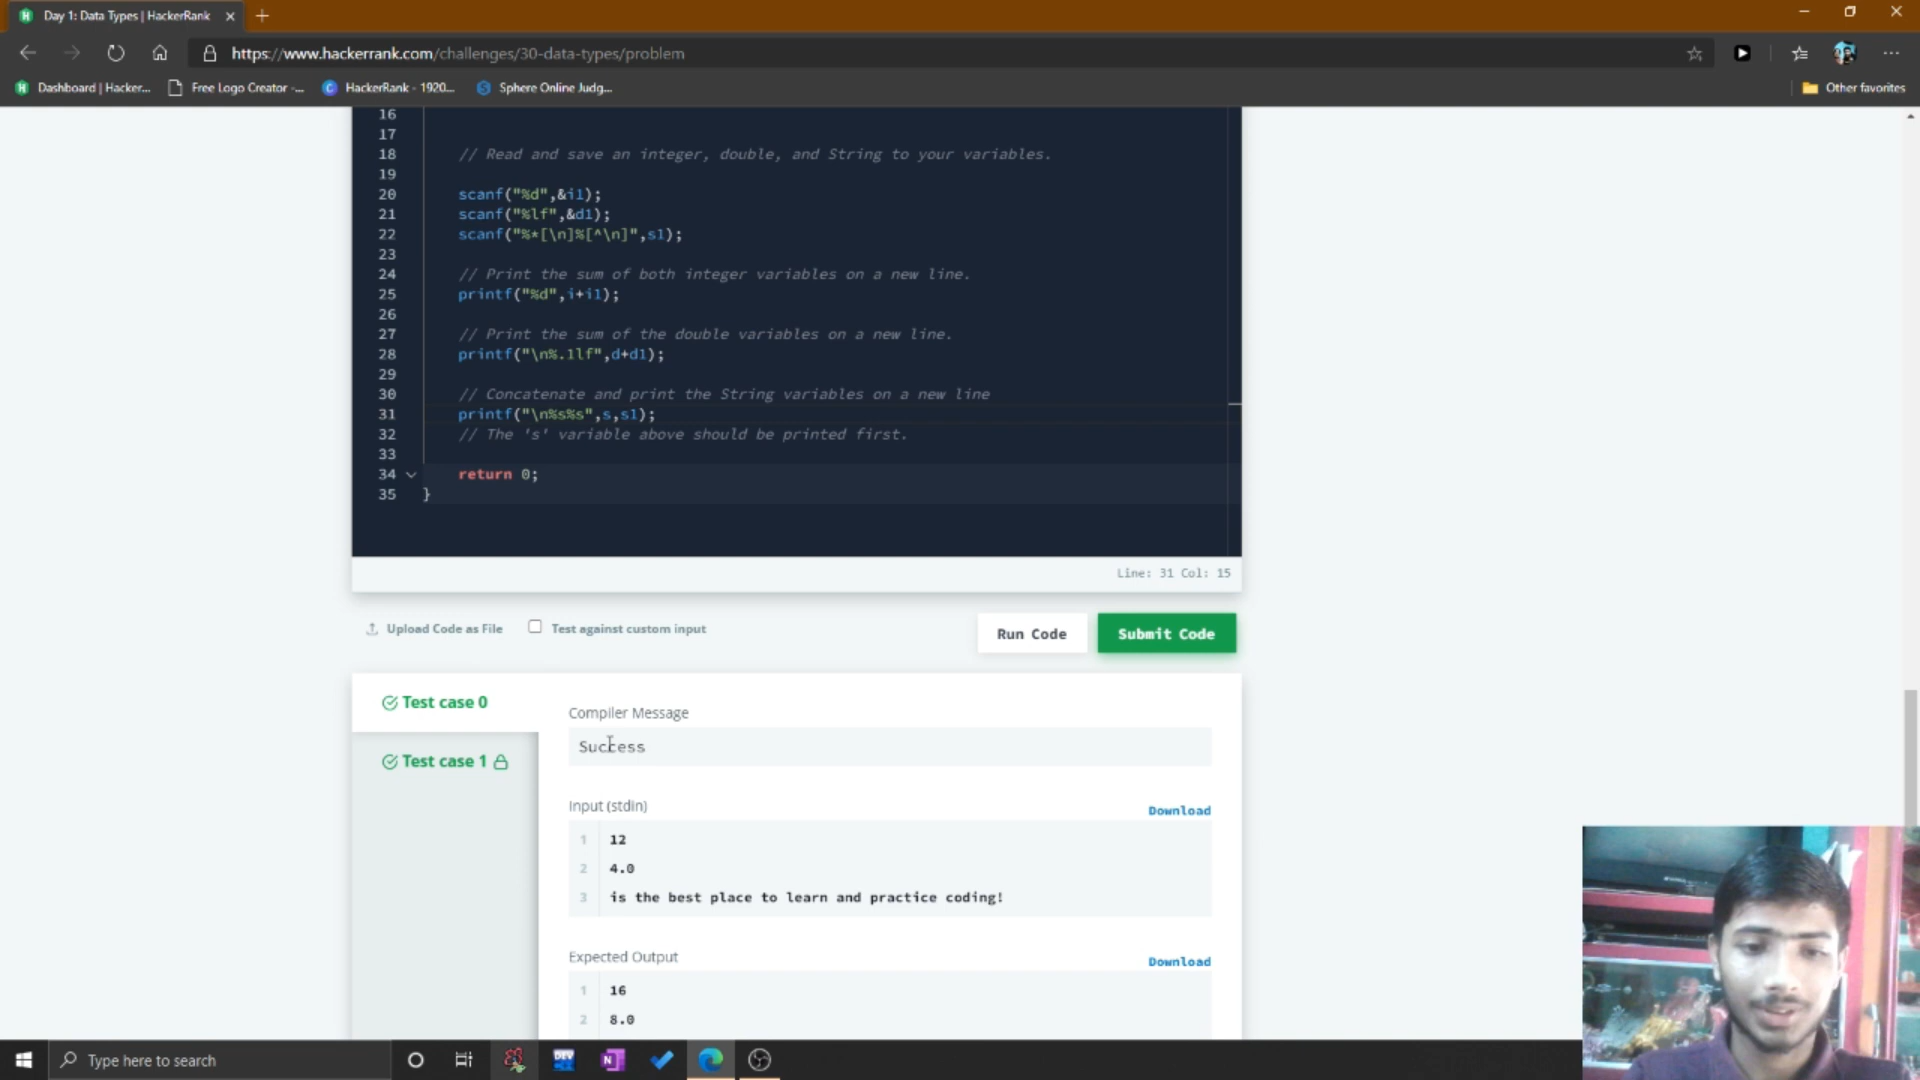 Day 1: Data Types | HackerRank
https://www.hackerrank.com/challenges/30-data-types/problem
Dashboard | Hacker... Free Logo Creator -... HackerRank - 1920... Sphere Online Judg... Other favorites
16
17
18 // Read and save an integer, double, and String to your variables.
19
20 scanf("%d",&i1);
21 scanf("%lf",&d1);
22 scanf("%*[\n]%[^\n]",s1);
23
24 // Print the sum of both integer variables on a new line.
25 printf("%d",i+i1);
26
27 // Print the sum of the double variables on a new line.
28 printf("\n%.1lf",d+d1);
29
30 // Concatenate and print the String variables on a new line
31 printf("\n%s%s",s,s1);
32 // The 's' variable above should be printed first.
33
34 return 0;
35 }
Line: 31 Col: 15
Upload Code as File Test against custom input Run Code Submit Code
Test case 0
Test case 1
Compiler Message
Success
Input (stdin) Download
1 12
2 4.0
3 is the best place to learn and practice coding!
Expected Output Download
1 16
2 8.0
Type here to search
DEV
N